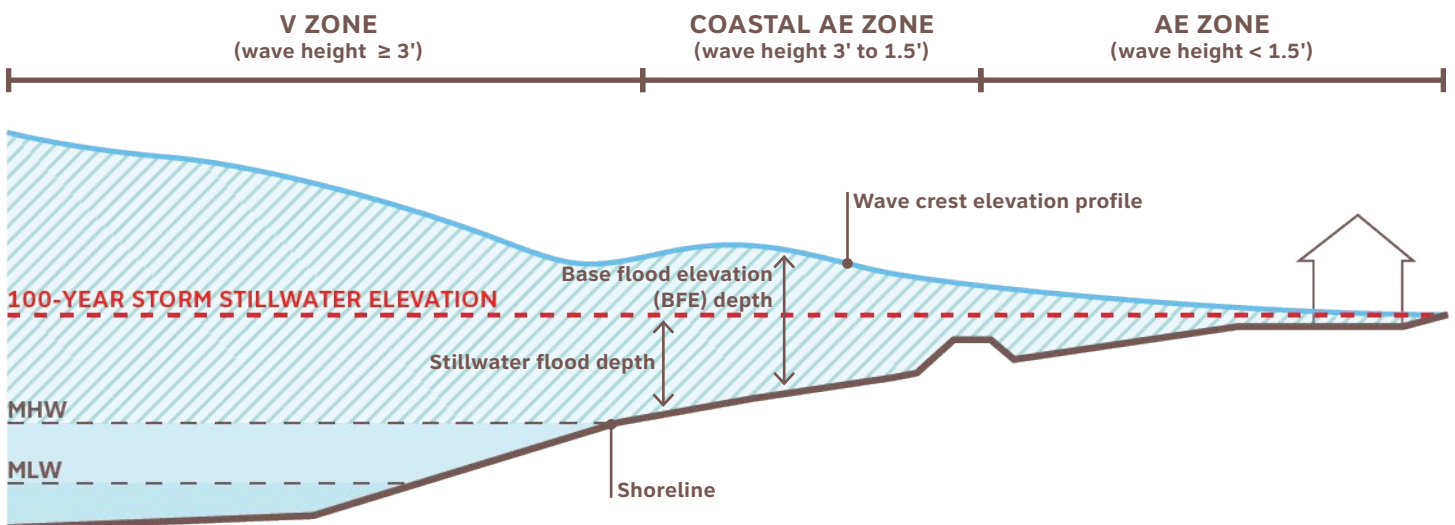 V ZONE
(wave height ≥ 3')
COASTAL AE ZONE
(wave height 3' to 1.5')
AE ZONE
(wave height < 1.5')
Wave crest elevation profile
Base flood elevation
(BFE) depth
100-YEAR STORM STILLWATER ELEVATION
Stillwater flood depth
MHW
MLW
Shoreline